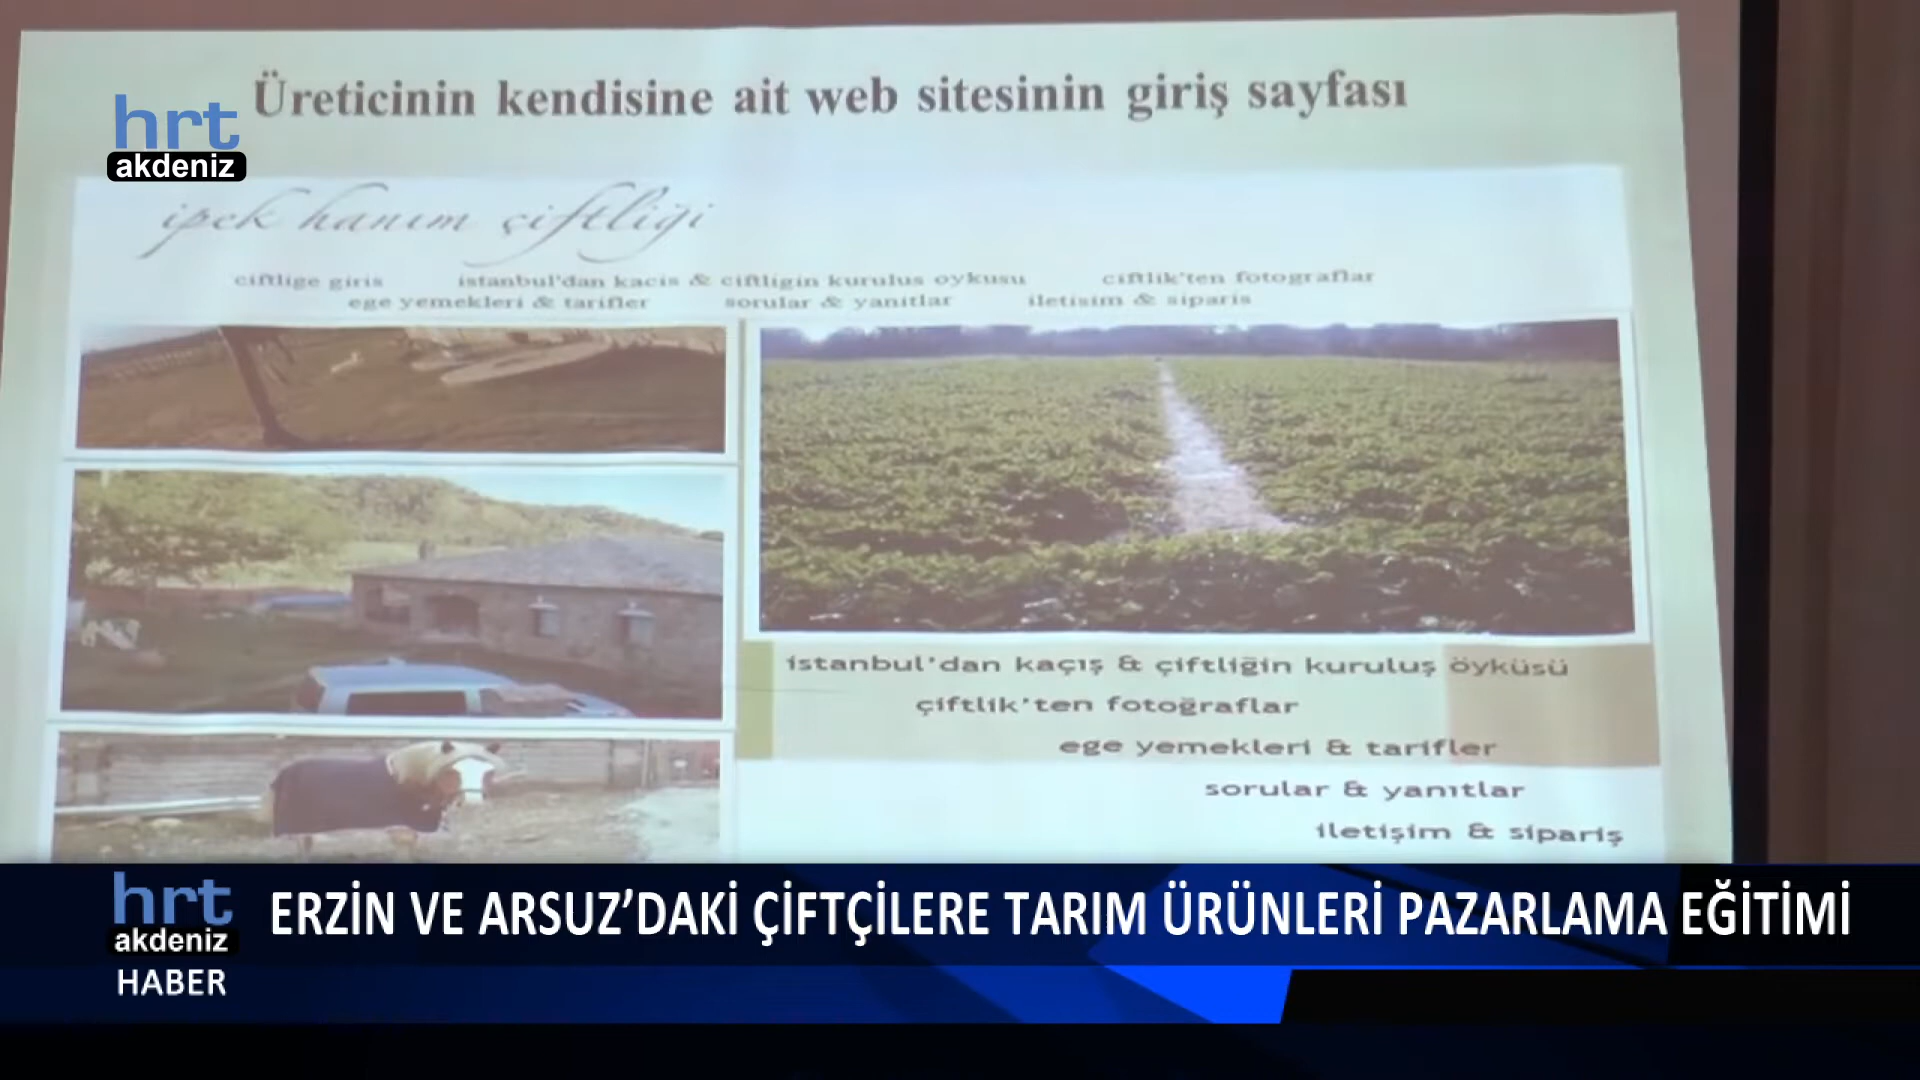 Üreticinin kendisine ait web sitesinin giriş sayfası
hrt
akdeniz
ipek hanım çiftliği
ciftlige giris istanbul'dan kacis & ciftligin kurulus oykusu ciftlik'ten fotograflar
ege yemekleri & tarifler sorular & yanıtlar iletisim & siparis
istanbul'dan kaçış & çiftliğin kuruluş öyküsü
çiftlik'ten fotoğraflar
ege yemekleri & tarifler
sorular & yanıtlar
iletişim & sipariş
hrt
akdeniz
HABER
ERZİN VE ARSUZ'DAKİ ÇİFTÇİLERE TARIM ÜRÜNLERİ PAZARLAMA EĞİTİMİ